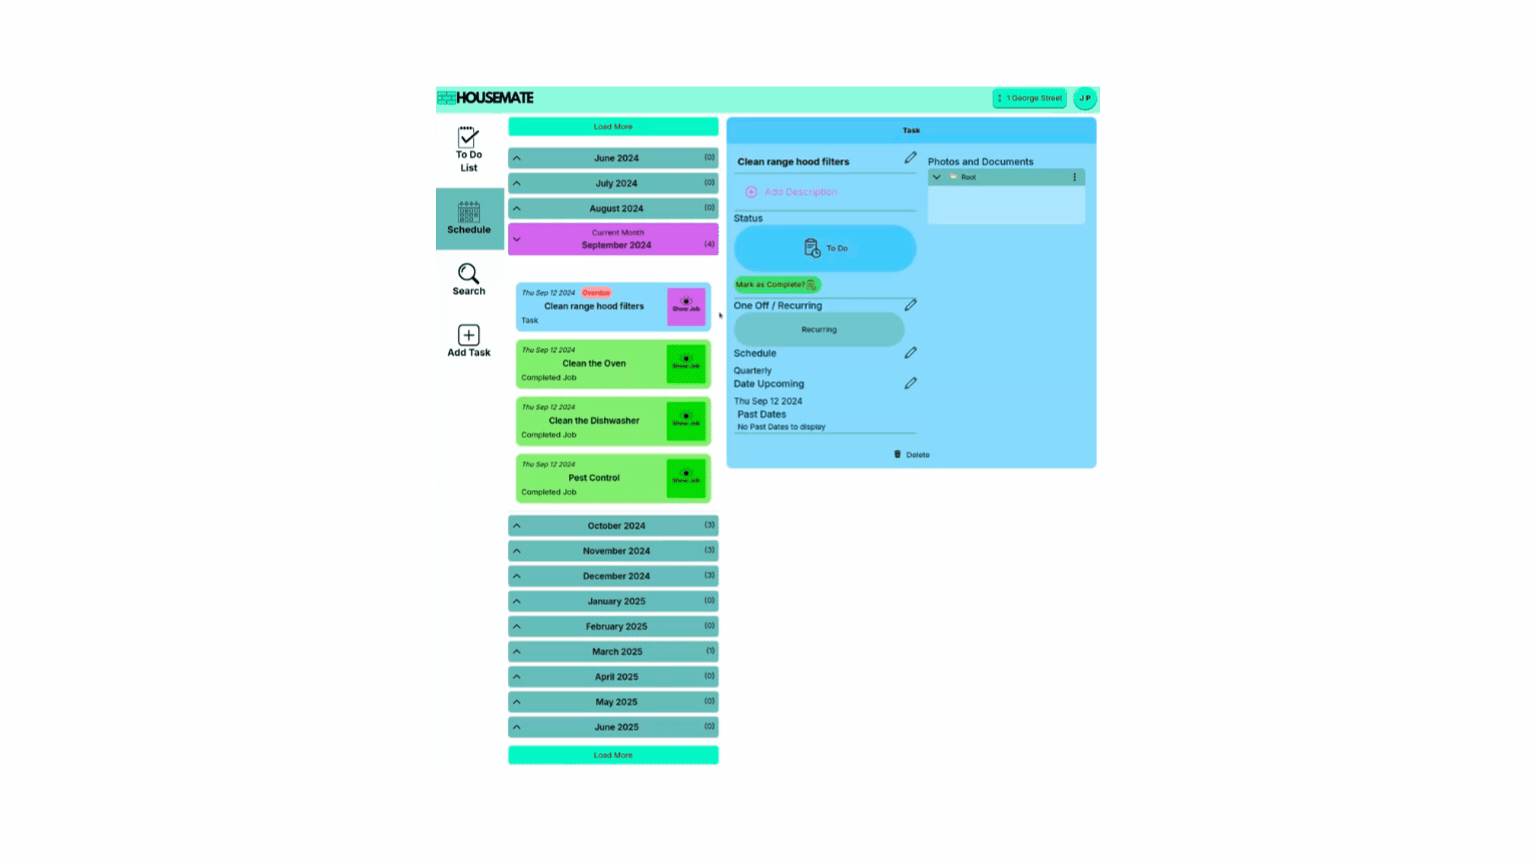 HOUSEMATE
1 George Street
J P
To Do
List
Schedule
Search
Add Task
Load More
June 2024 (0)
July 2024 (0)
August 2024 (0)
Current Month
September 2024 (4)
Thu Sep 12 2024 Overdue
Clean range hood filters
Task
Show Job
Thu Sep 12 2024
Clean the Oven
Completed Job
Show Job
Thu Sep 12 2024
Clean the Dishwasher
Completed Job
Show Job
Thu Sep 12 2024
Pest Control
Completed Job
Show Job
October 2024 (3)
November 2024 (3)
December 2024 (3)
January 2025 (0)
February 2025 (0)
March 2025 (1)
April 2025 (0)
May 2025 (0)
June 2025 (0)
Load More
Task
Clean range hood filters
Add Description
Status
To Do
Mark as Complete?
One Off / Recurring
Recurring
Schedule
Quarterly
Date Upcoming
Thu Sep 12 2024
Past Dates
No Past Dates to display
Delete
Photos and Documents
Root